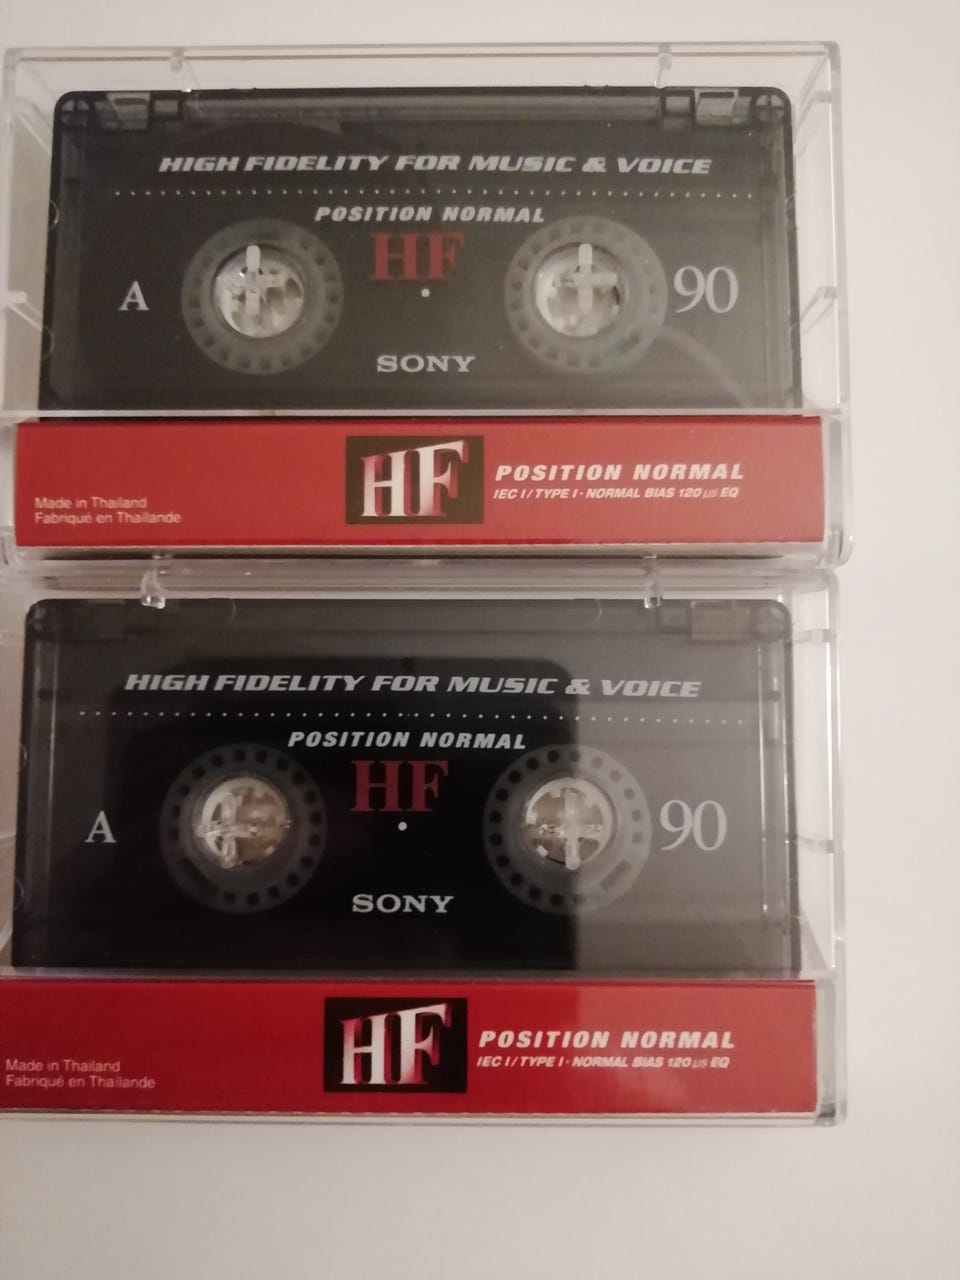 HIGH FIDELITY FOR MUSIC & VOICE
POSITION NORMAL
HF
A
90
SONY
HF
POSITION NORMAL
IEC I / TYPE I · NORMAL BIAS 120 µs EQ
Made in Thailand
Fabriqué en Thaïlande
HIGH FIDELITY FOR MUSIC & VOICE
POSITION NORMAL
HF
A
90
SONY
HF
POSITION NORMAL
IEC I / TYPE I · NORMAL BIAS 120 µs EQ
Made in Thailand
Fabriqué en Thaïlande